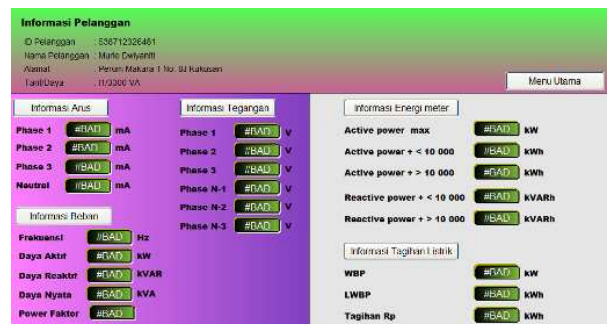 Informasi Pelanggan
ID Pelanggan : 536712326461
Nama Pelanggan : Murie Dwiyaniti
Alamat : Perum Makara 1 No. 8J Kukusan
Tarif/Daya : I1/3300 VA
Menu Utama
Informasi Arus
Phase 1 #BAD mA
Phase 2 #BAD mA
Phase 3 #BAD mA
Neutral #BAD mA
Informasi Beban
Frekuensi #BAD Hz
Daya Aktif #BAD kW
Daya Reaktif #BAD kVAR
Daya Nyata #BAD kVA
Power Faktor #BAD
Informasi Tegangan
Phase 1 #BAD V
Phase 2 #BAD V
Phase 3 #BAD V
Phase N-1 #BAD V
Phase N-2 #BAD V
Phase N-3 #BAD V
Informasi Energi meter
Active power max #BAD kW
Active power + < 10 000 #BAD kWh
Active power + > 10 000 #BAD kWh
Reactive power + < 10 000 #BAD kVARh
Reactive power + > 10 000 #BAD kVARh
Informasi Tagihan Listrik
WBP #BAD kW
LWBP #BAD kWh
Tagihan Rp #BAD kWh